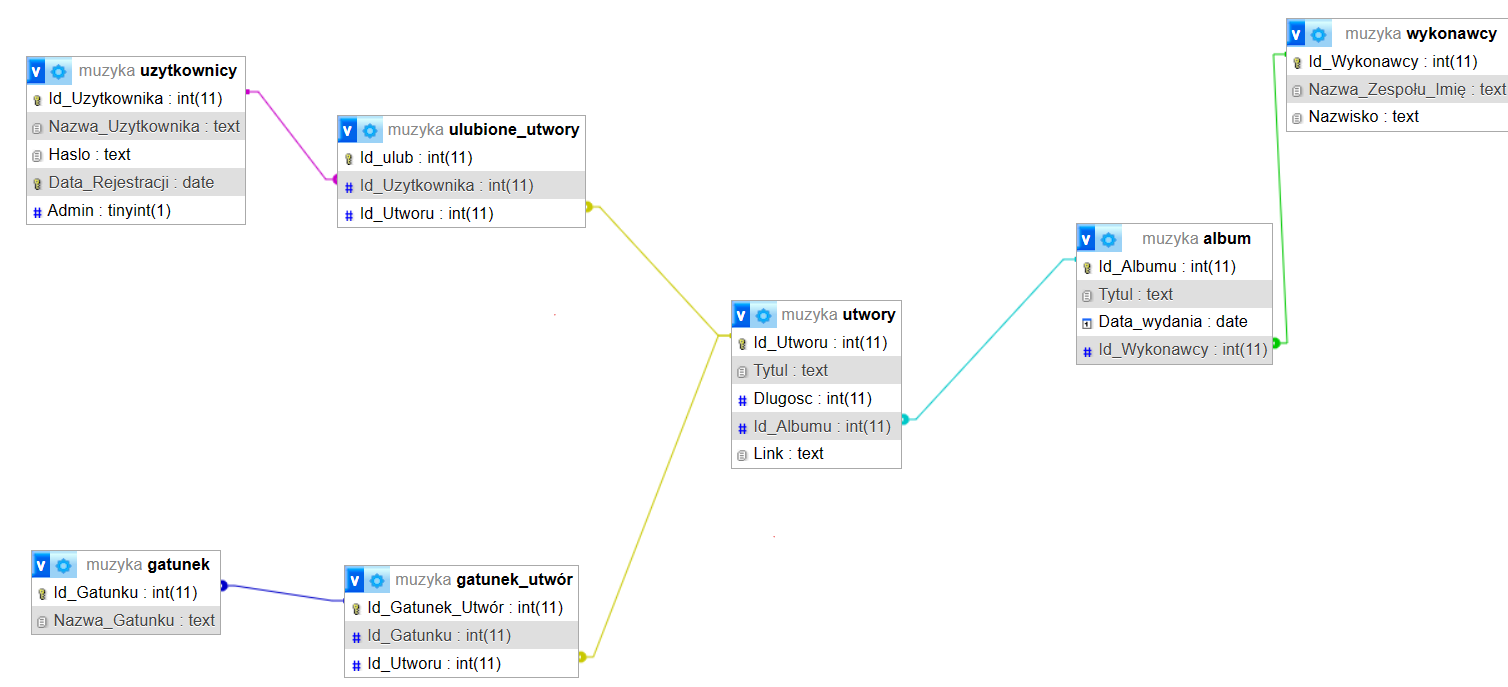 v muzyka uzytkownicy
Id_Uzytkownika : int(11)
Nazwa_Uzytkownika : text
Haslo : text
Data_Rejestracji : date
# Admin : tinyint(1)
v muzyka ulubione_utwory
Id_ulub : int(11)
# Id_Uzytkownika : int(11)
# Id_Utworu : int(11)
v muzyka utwory
Id_Utworu : int(11)
Tytul : text
# Dlugosc : int(11)
# Id_Albumu : int(11)
Link : text
v muzyka album
Id_Albumu : int(11)
Tytul : text
Data_wydania : date
# Id_Wykonawcy : int(11)
v muzyka wykonawcy
Id_Wykonawcy : int(11)
Nazwa_Zespołu_Imię : text
Nazwisko : text
v muzyka gatunek
Id_Gatunku : int(11)
Nazwa_Gatunku : text
v muzyka gatunek_utwór
Id_Gatunek_Utwór : int(11)
# Id_Gatunku : int(11)
# Id_Utworu : int(11)